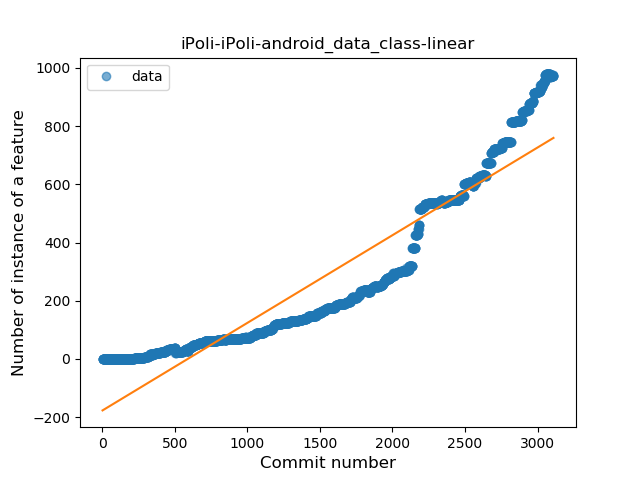 iPoli-iPoli-android_data_class-linear
data
Number of instance of a feature
1000
800
600
400
200
0
−200
0 500 1000 1500 2000 2500 3000
Commit number